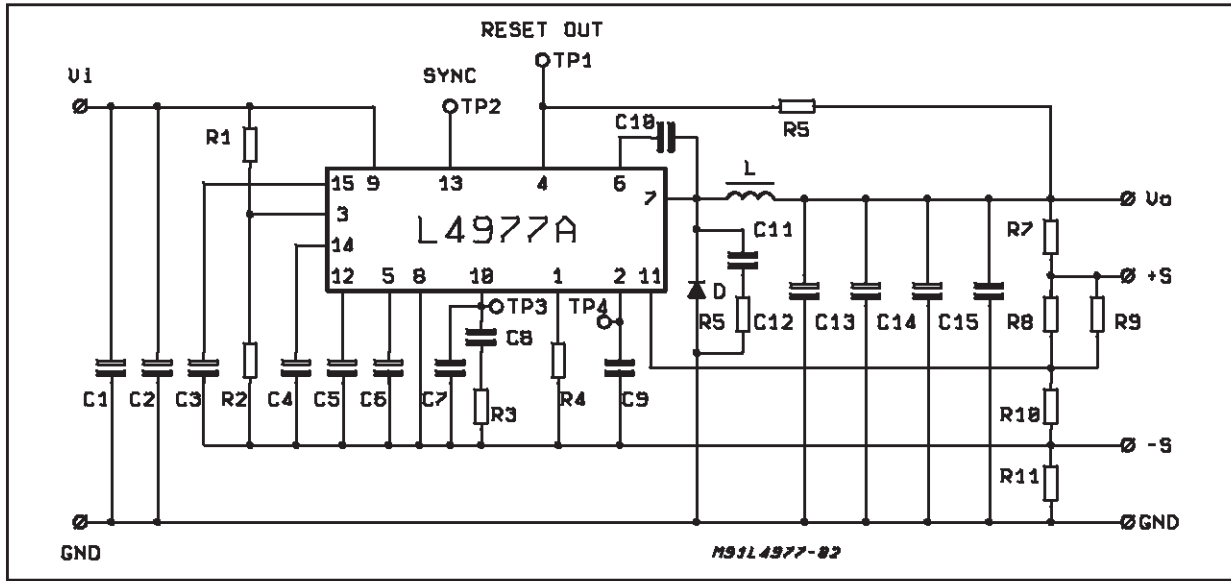 RESET OUT
TP1
Vi
SYNC
TP2
C10
R5
R1
L
15 9 13 4 6
7
3
L4977A
14
12 5 8 10 1 2 11
Vo
C11
R7
+S
TP3
TP4
D
R5
C12
C13
C14
C15
R8
R9
C8
C1
C2
C3
R2
C4
C5
C6
C7
R3
R4
C9
R10
-S
R11
GND
GND
M91L4977-02